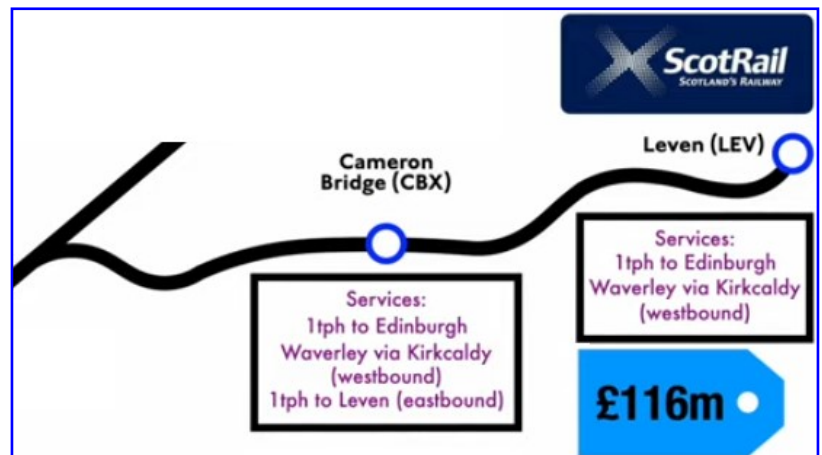 ScotRail
SCOTLAND'S RAILWAY
Leven (LEV)
Cameron
Bridge (CBX)
Services:
1tph to Edinburgh
Waverley via Kirkcaldy
(westbound)
Services:
1tph to Edinburgh
Waverley via Kirkcaldy
(westbound)
1tph to Leven (eastbound)
£116m